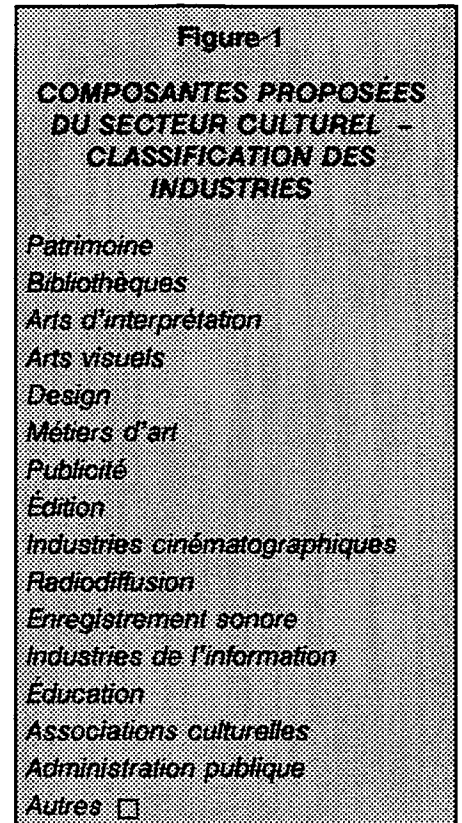 Figure 1
COMPOSANTES PROPOSÉES
DU SECTEUR CULTUREL –
CLASSIFICATION DES
INDUSTRIES
Patrimoine
Bibliothèques
Arts d'interprétation
Arts visuels
Design
Métiers d'art
Publicité
Édition
Industries cinématographiques
Radiodiffusion
Enregistrement sonore
Industries de l'information
Éducation
Associations culturelles
Administration publique
Autres □